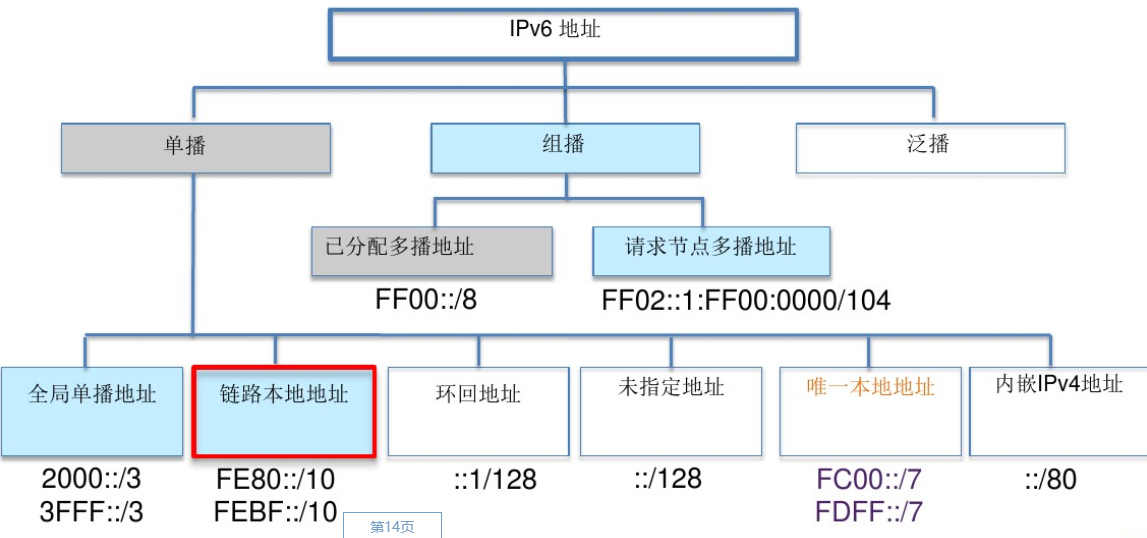 IPv6 地址
单播
组播
泛播
已分配多播地址
请求节点多播地址
FF00::/8
FF02::1:FF00:0000/104
全局单播地址
链路本地地址
环回地址
未指定地址
唯一本地地址
内嵌IPv4地址
2000::/3
3FFF::/3
FE80::/10
FEBF::/10
::1/128
::/128
FC00::/7
FDFF::/7
::/80
第14页